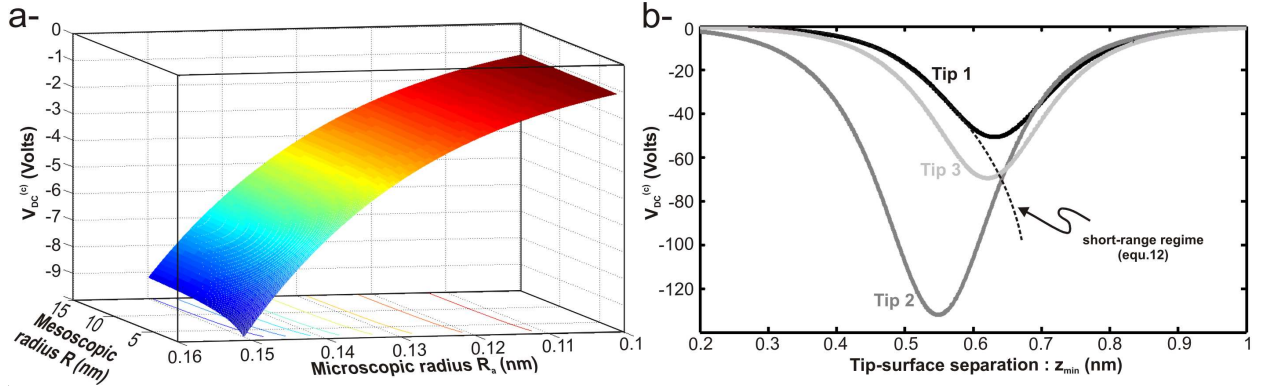 a-
0
-1
-2
-3
-4
-5
-6
-7
-8
-9
V_DC^(c) (Volts)
15
10
5
Mesoscopic
radius R (nm)
0.16
0.15
0.14
0.13
0.12
0.11
0.1
Microscopic radius R_a (nm)
b-
0
-20
-40
-60
-80
-100
-120
V_DC^(c) (Volts)
Tip 1
Tip 3
Tip 2
short-range regime
(equ.12)
0.2
0.3
0.4
0.5
0.6
0.7
0.8
0.9
1
Tip-surface separation : z_min (nm)